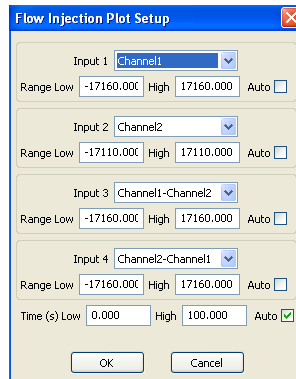 Flow Injection Plot Setup
Input 1 Channel1
Range Low -17160.000 High 17160.000 Auto
Input 2 Channel2
Range Low -17110.000 High 17110.000 Auto
Input 3 Channel1-Channel2
Range Low -17160.000 High 17160.000 Auto
Input 4 Channel2-Channel1
Range Low -17160.000 High 17160.000 Auto
Time (s) Low 0.000 High 100.000 Auto
OK Cancel